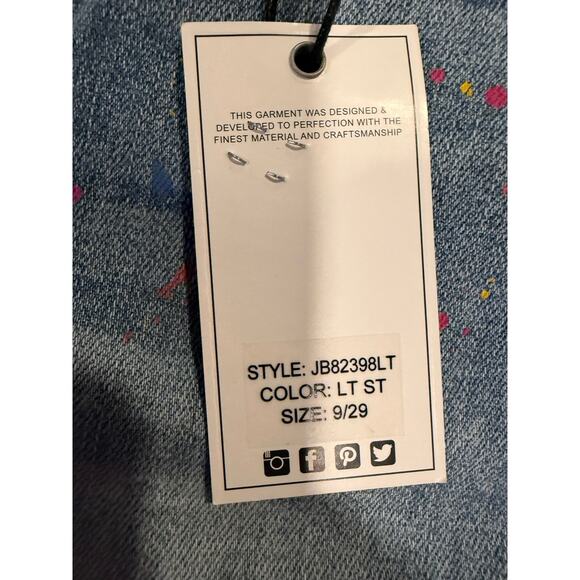 THIS GARMENT WAS DESIGNED &
DEVELOPED TO PERFECTION WITH THE
FINEST MATERIAL AND CRAFTSMANSHIP
STYLE: JB82398LT
COLOR: LT ST
SIZE: 9/29